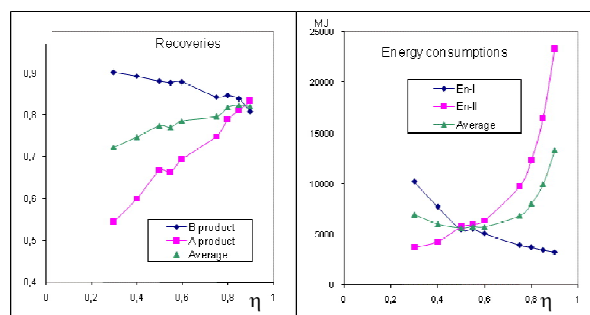 Recoveries
0,9
0,8
0,7
0,6
0,5
0,4
B product
A product
Average
0 0,2 0,4 0,6 0,8 η 1
MJ
25000
20000
15000
10000
5000
0
Energy consumptions
En-I
En-II
Average
0 0,2 0,4 0,6 0,8 η 1